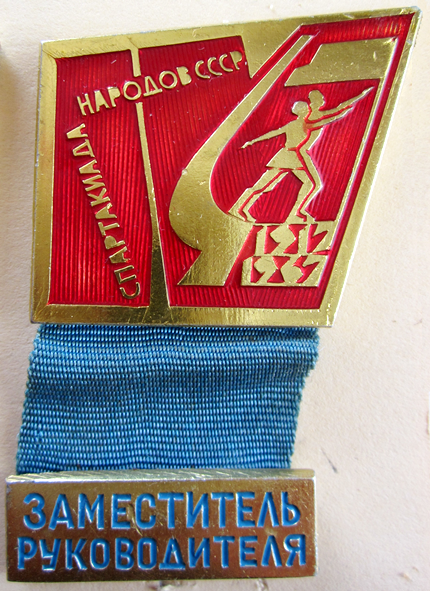 СПАРТАКИАДА
НАРОДОВ СССР
1917
1967
ЗАМЕСТИТЕЛЬ
РУКОВОДИТЕЛЯ